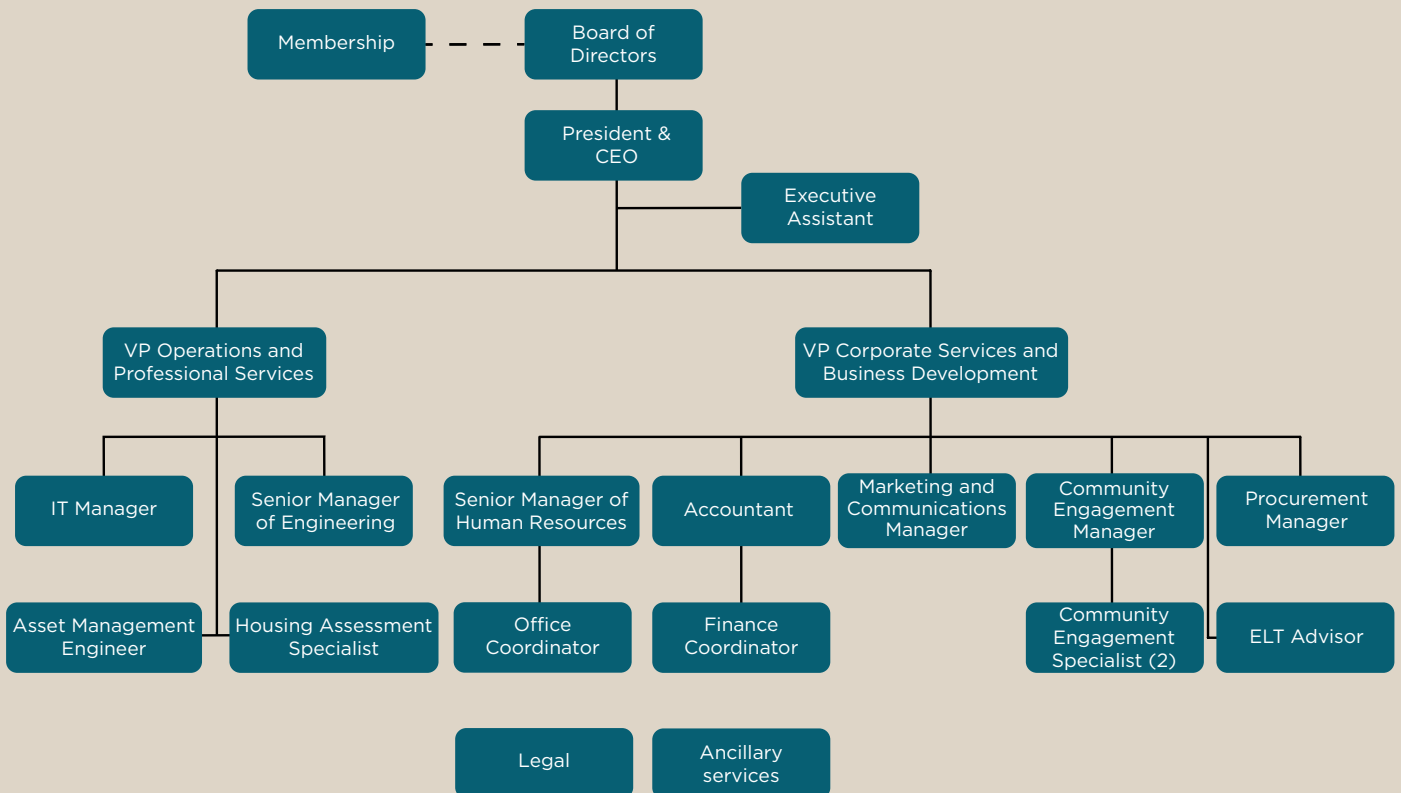 Membership
Board of
Directors
President &
CEO
Executive
Assistant
VP Operations and
Professional Services
VP Corporate Services and
Business Development
IT Manager
Senior Manager
of Engineering
Senior Manager of
Human Resources
Accountant
Marketing and
Communications
Manager
Community
Engagement
Manager
Procurement
Manager
Asset Management
Engineer
Housing Assessment
Specialist
Office
Coordinator
Finance
Coordinator
Community
Engagement
Specialist (2)
ELT Advisor
Legal
Ancillary
services